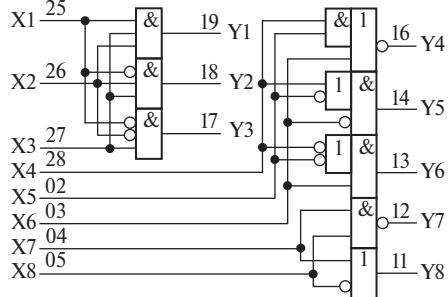 X1 25 & 19 Y1
X2 26 & 18 Y2
X3 27 & 17 Y3
X4 28
X5 02
X6 03
X7 04
X8 05
& 1 16 Y4
1 14 Y5
1 & 13 Y6
& 12 Y7
1 11 Y8